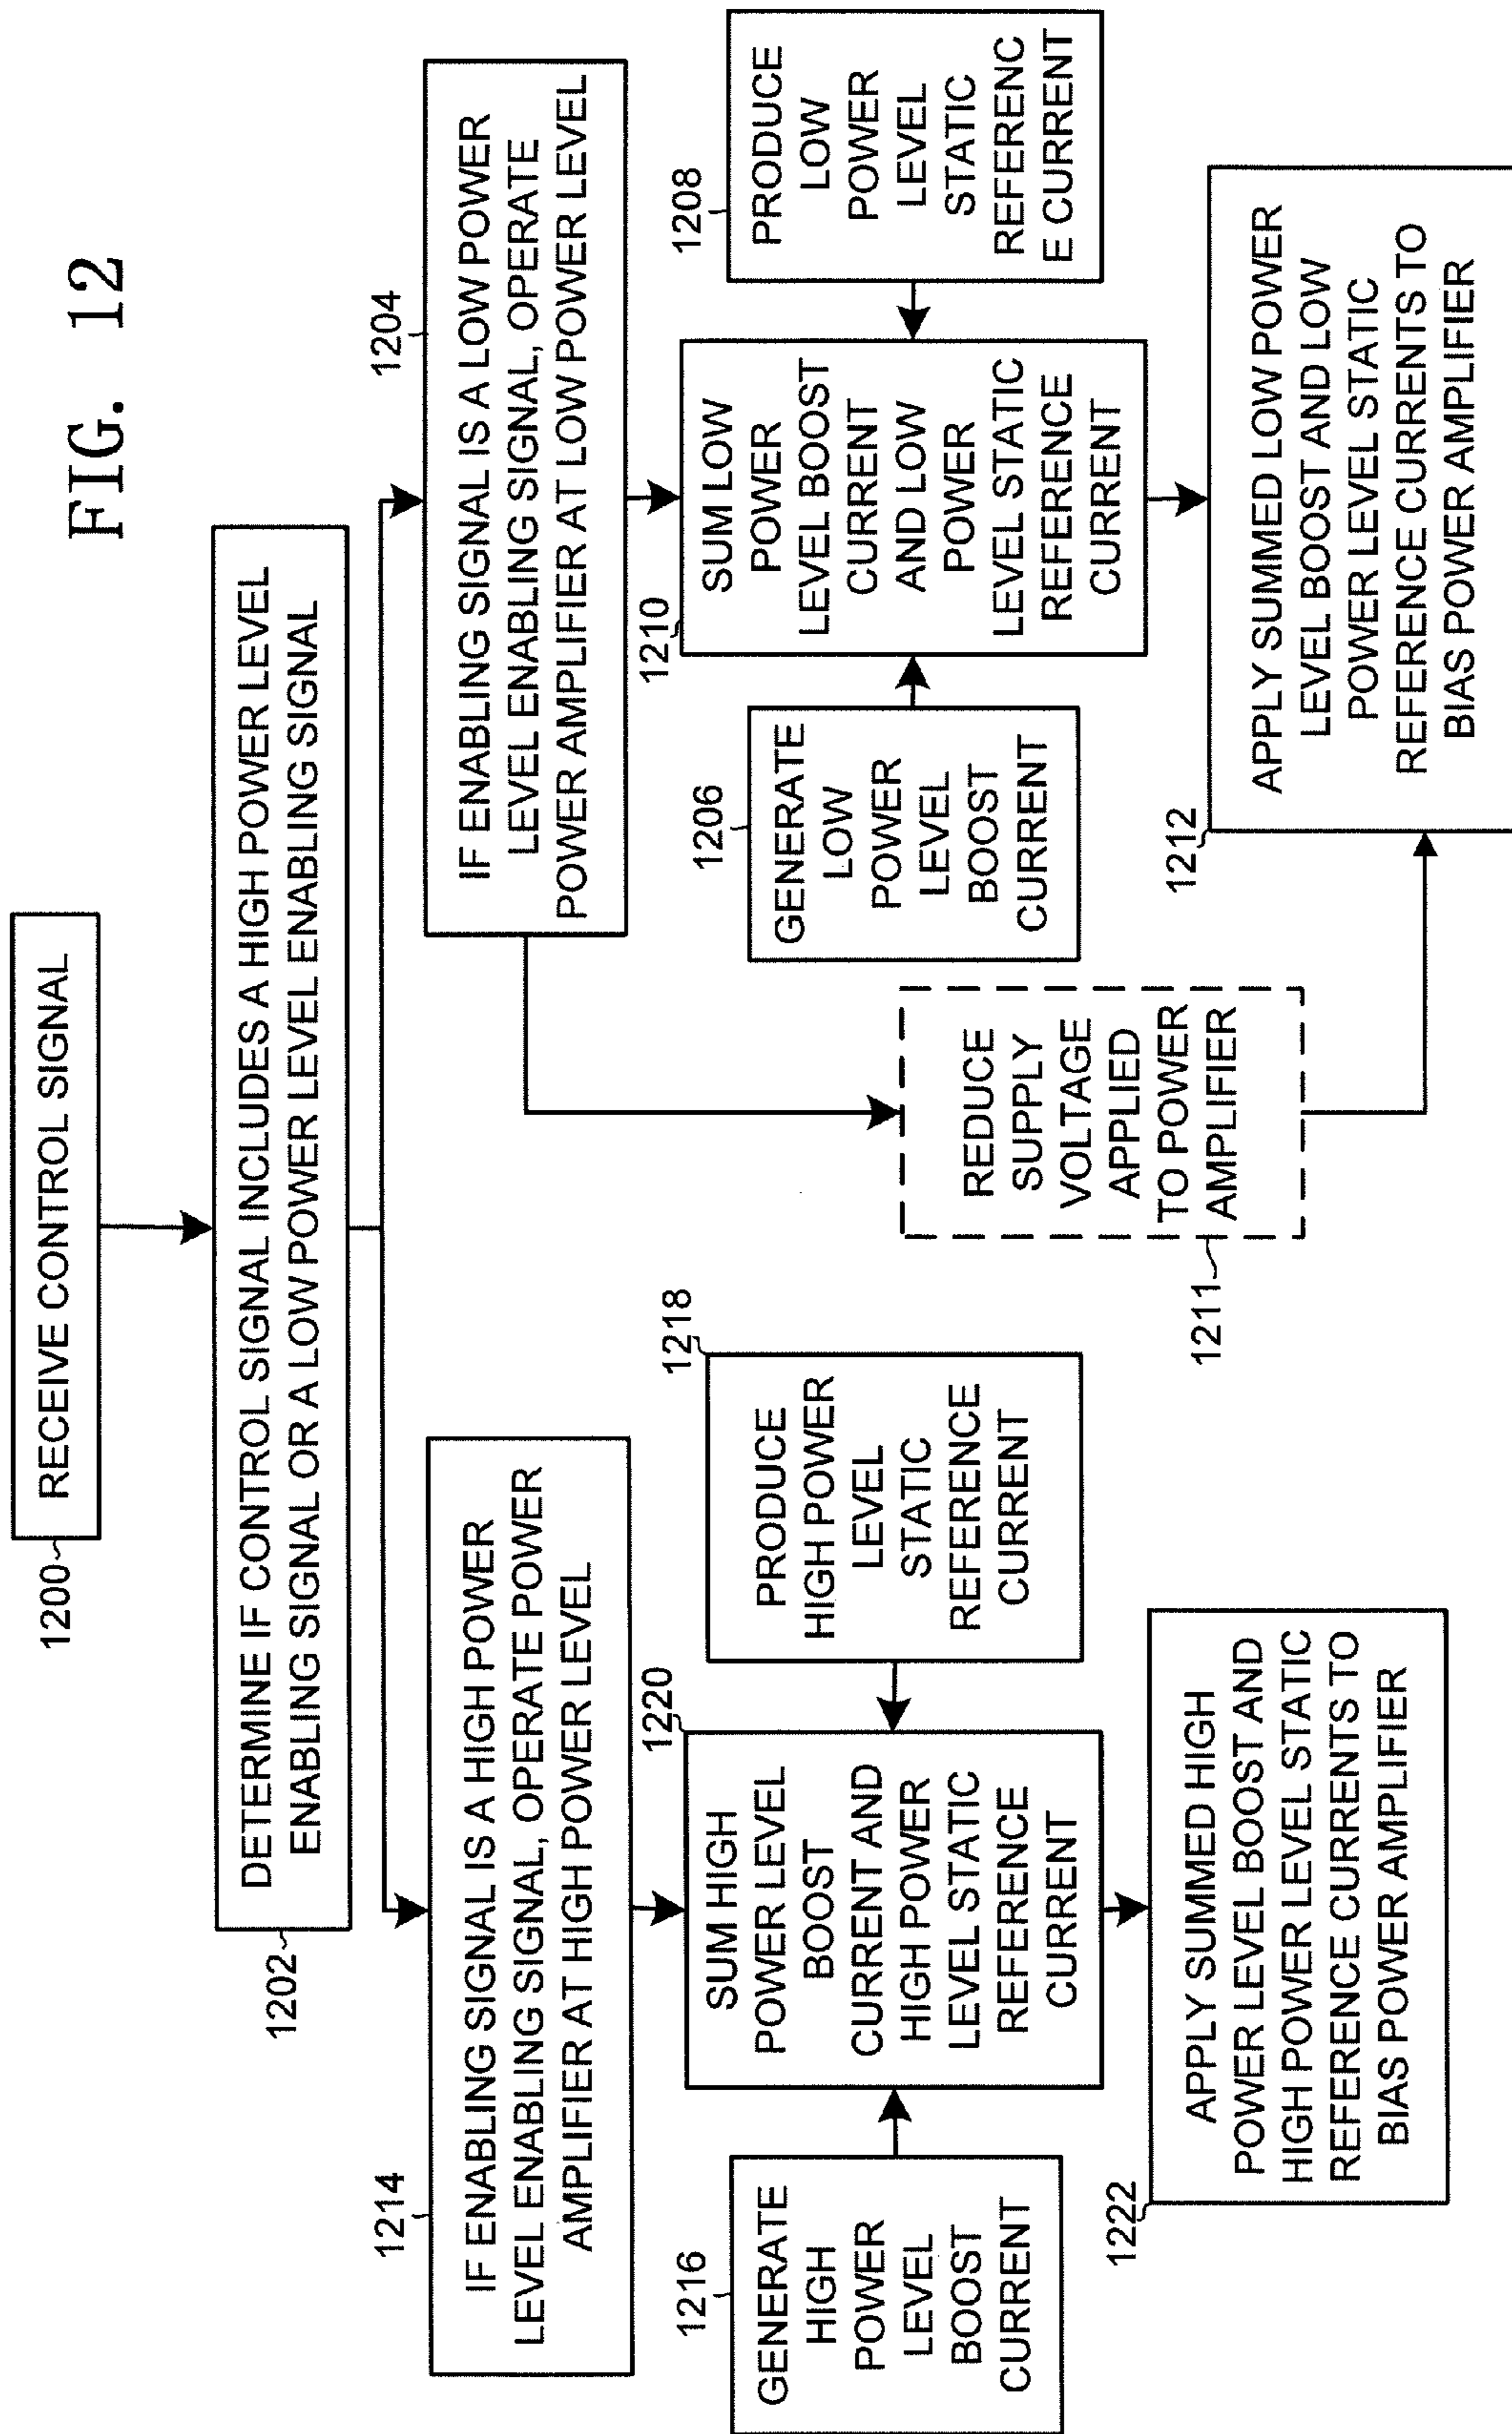 FIG. 12
1200
RECEIVE CONTROL SIGNAL
1202
DETERMINE IF CONTROL SIGNAL INCLUDES A HIGH POWER LEVEL
ENABLING SIGNAL OR A LOW POWER LEVEL ENABLING SIGNAL
1214
IF ENABLING SIGNAL IS A HIGH POWER
LEVEL ENABLING SIGNAL, OPERATE POWER
AMPLIFIER AT HIGH POWER LEVEL
1204
IF ENABLING SIGNAL IS A LOW POWER
LEVEL ENABLING SIGNAL, OPERATE
POWER AMPLIFIER AT LOW POWER LEVEL
1216
GENERATE
HIGH
POWER
LEVEL
BOOST
CURRENT
1220
SUM HIGH
POWER LEVEL
BOOST
CURRENT AND
HIGH POWER
LEVEL STATIC
REFERENCE
CURRENT
1218
PRODUCE
HIGH POWER
LEVEL
STATIC
REFERENCE
CURRENT
1206
GENERATE
LOW
POWER
LEVEL
BOOST
CURRENT
1210
SUM LOW
POWER
LEVEL BOOST
CURRENT
AND LOW
POWER
LEVEL STATIC
REFERENCE
CURRENT
1208
PRODUCE
LOW
POWER
LEVEL
STATIC
REFERENC
E CURRENT
1211
REDUCE
SUPPLY
VOLTAGE
APPLIED
TO POWER
AMPLIFIER
1222
APPLY SUMMED HIGH
POWER LEVEL BOOST AND
HIGH POWER LEVEL STATIC
REFERENCE CURRENTS TO
BIAS POWER AMPLIFIER
1212
APPLY SUMMED LOW POWER
LEVEL BOOST AND LOW
POWER LEVEL STATIC
REFERENCE CURRENTS TO
BIAS POWER AMPLIFIER